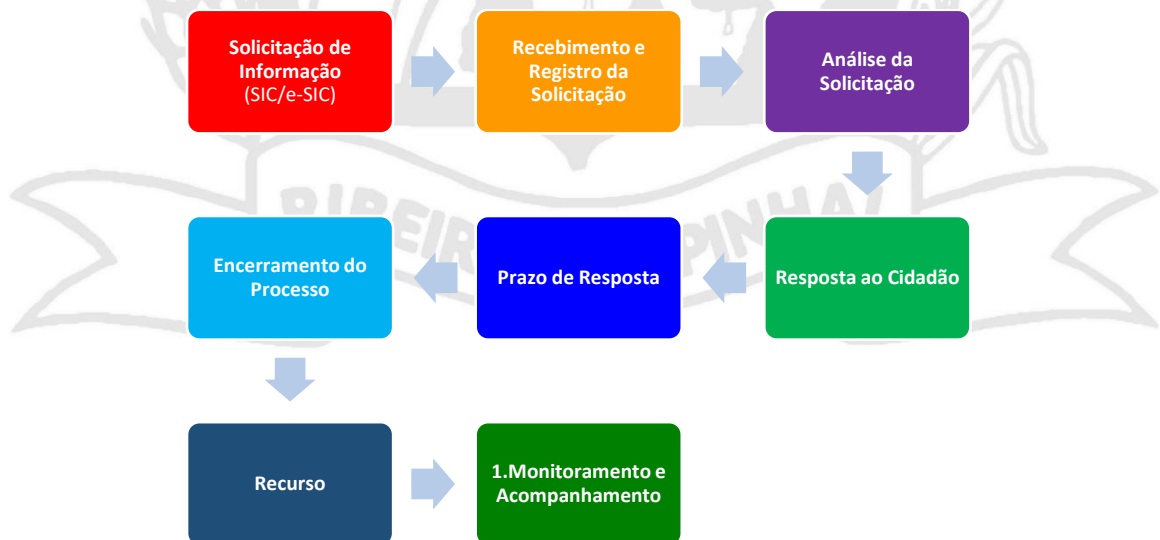 Solicitação de
Informação
(SIC/e-SIC)
Recebimento e
Registro da
Solicitação
Análise da
Solicitação
Resposta ao Cidadão
Prazo de Resposta
Encerramento do
Processo
Recurso
1.Monitoramento e
Acompanhamento